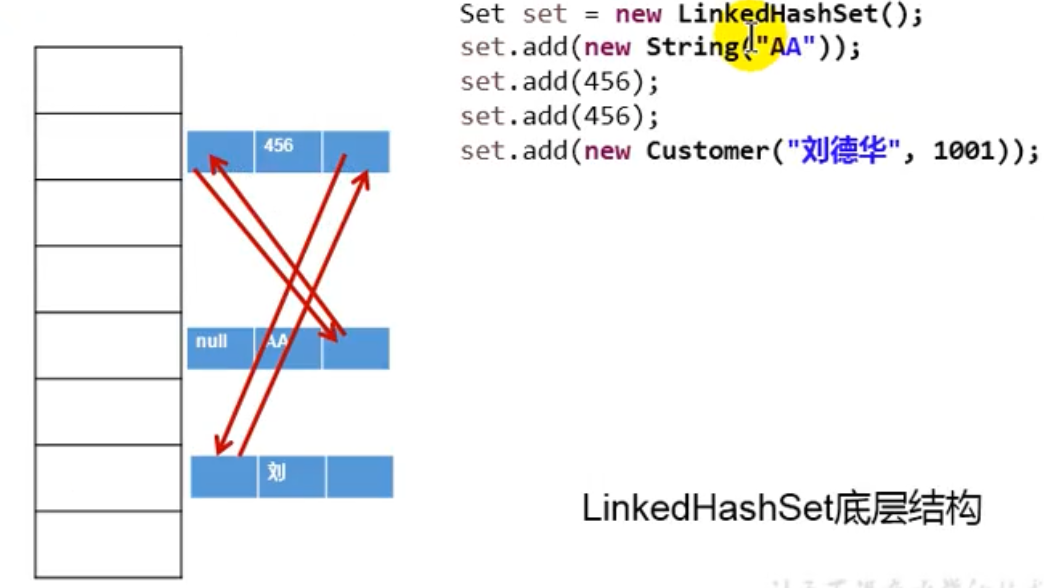 Set set = new LinkedHashSet();
set.add(new String("AA"));
set.add(456);
set.add(456);
set.add(new Customer("刘德华", 1001));
456
null AA
刘
LinkedHashSet底层结构